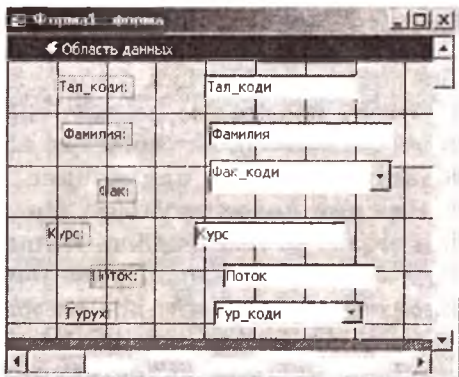 Форма1 форма
Область данных
Тал_коди: Тал_коди
Фамилия: Фамилия
Фак: Фак_коди
Курс: Курс
Поток: Поток
Гурух Гур_коди